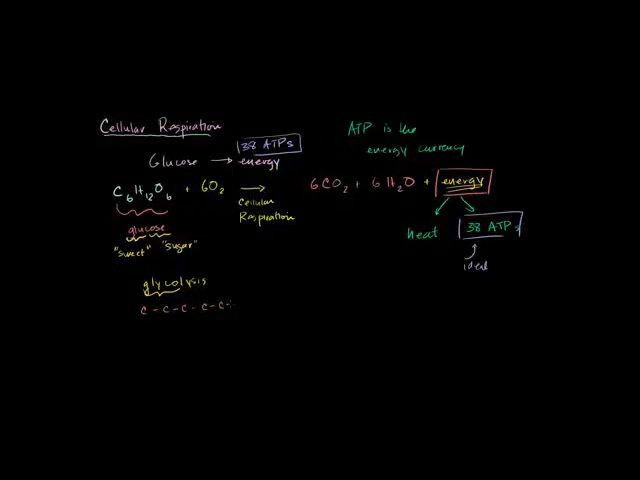 Cellular Respiration
ATP is the
energy currency
38 ATPs
Glucose → energy
C₆H₁₂O₆ + 6O₂ → 6CO₂ + 6H₂O + energy
Cellular
Respiration
glucose
"sweet" "sugar"
heat 38 ATPs
ideal
glycolysis
C-C-C-C-C-